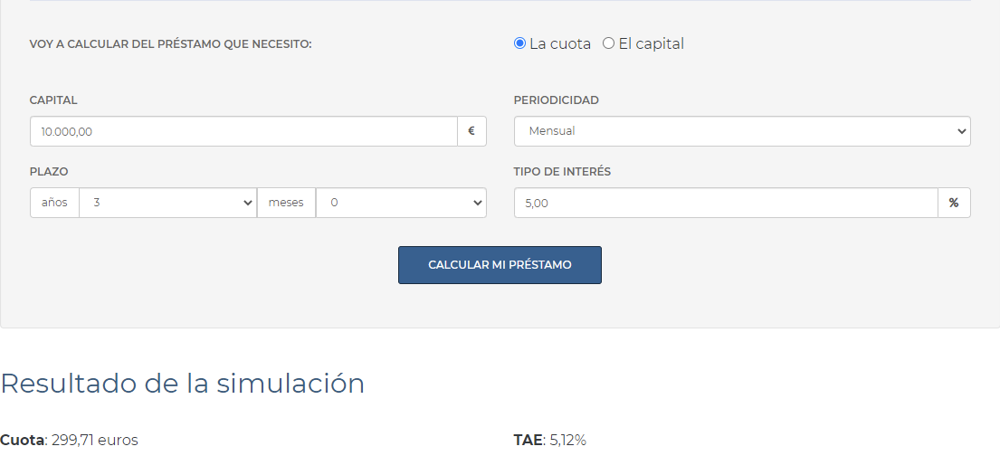 VOY A CALCULAR DEL PRÉSTAMO QUE NECESITO:
La cuota El capital
CAPITAL
PERIODICIDAD
10.000,00 €
Mensual
PLAZO
TIPO DE INTERÉS
años 3 meses 0
5,00 %
CALCULAR MI PRÉSTAMO
Resultado de la simulación
Cuota: 299,71 euros
TAE: 5,12%